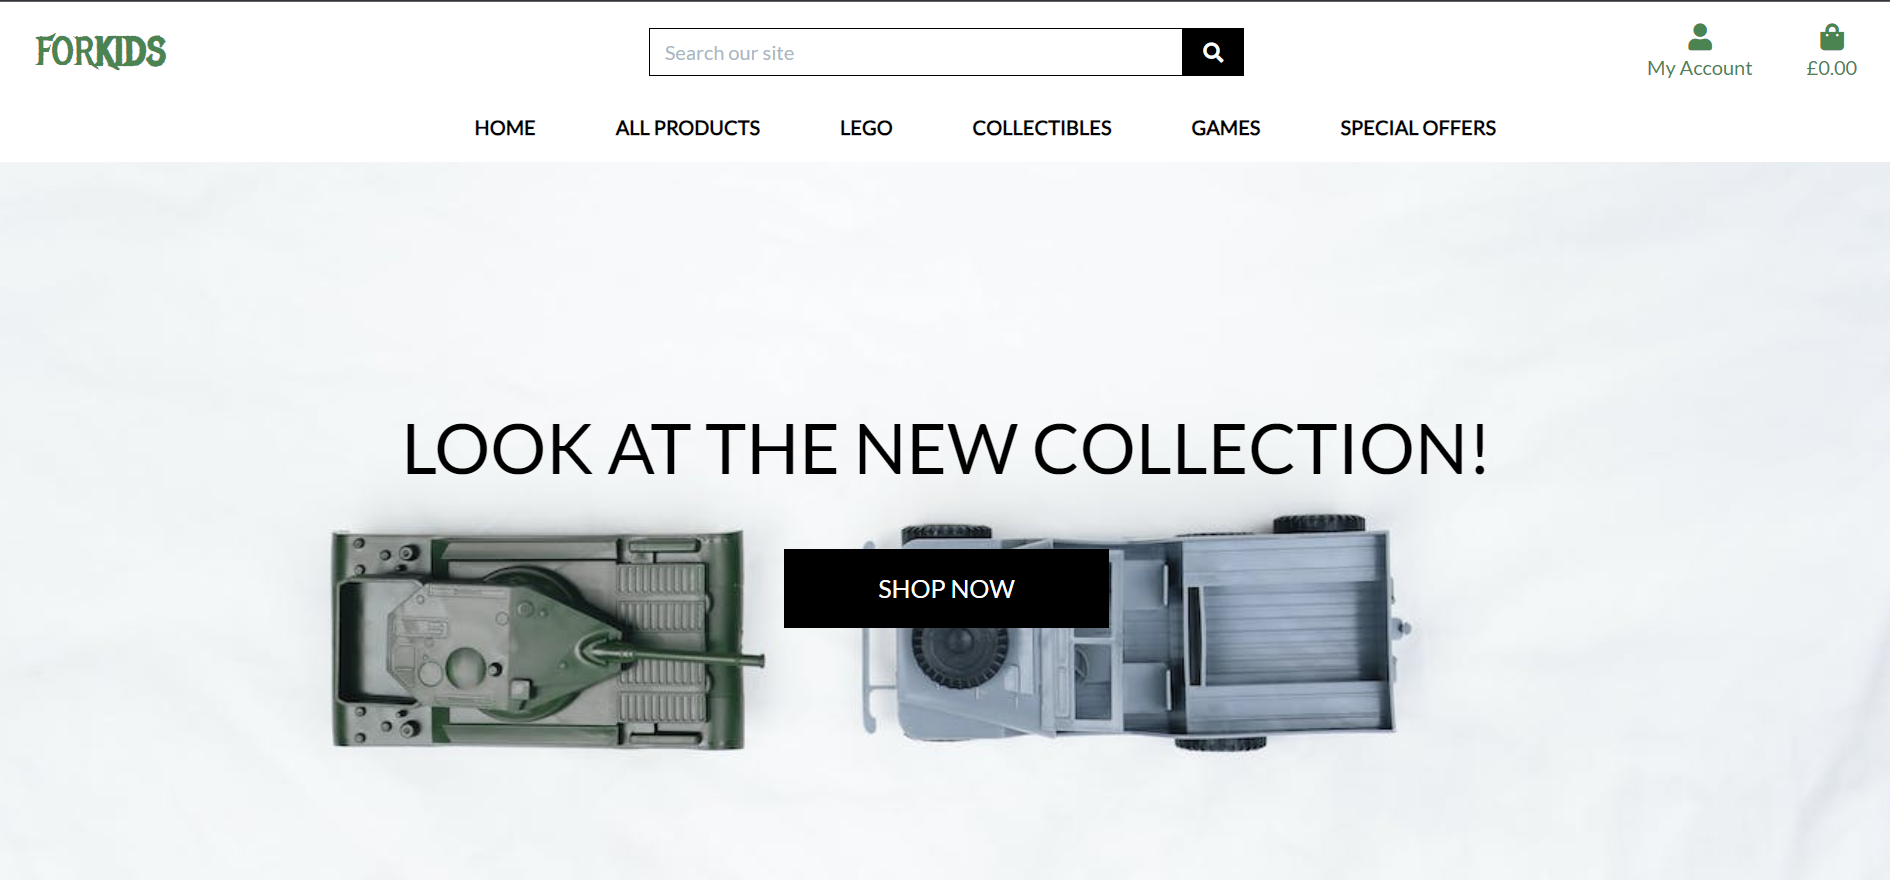 FORKIDS
Search our site
My Account
£0.00
HOME
ALL PRODUCTS
LEGO
COLLECTIBLES
GAMES
SPECIAL OFFERS
LOOK AT THE NEW COLLECTION!
SHOP NOW